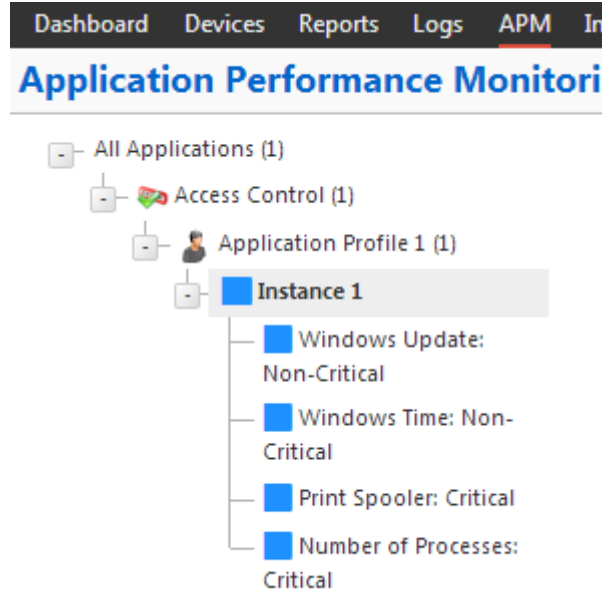 Dashboard Devices Reports Logs APM In
Application Performance Monitori
All Applications (1)
Access Control (1)
Application Profile 1 (1)
Instance 1
Windows Update:
Non-Critical
Windows Time: Non-
Critical
Print Spooler: Critical
Number of Processes:
Critical